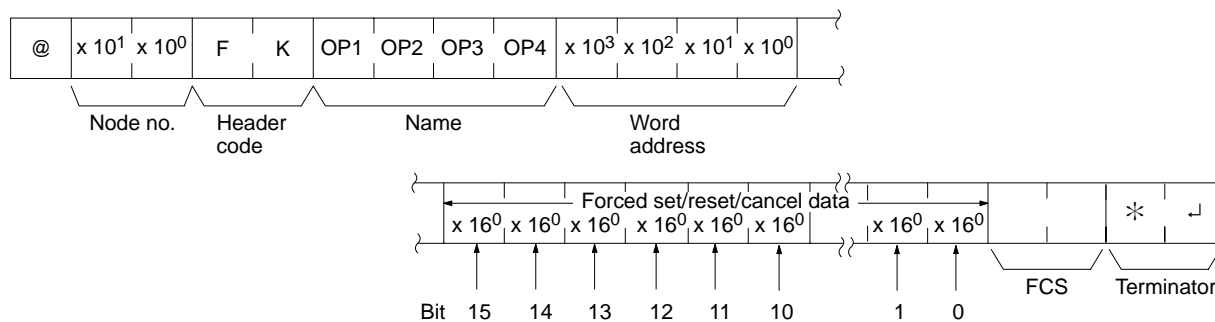 @ x 10¹ x 10⁰ F K OP1 OP2 OP3 OP4 x 10³ x 10² x 10¹ x 10⁰
Node no. Header code Name Word address
Forced set/reset/cancel data
x 16⁰ x 16⁰ x 16⁰ x 16⁰ x 16⁰ x 16⁰ x 16⁰ x 16⁰ * ↵
FCS Terminator
Bit 15 14 13 12 11 10 1 0